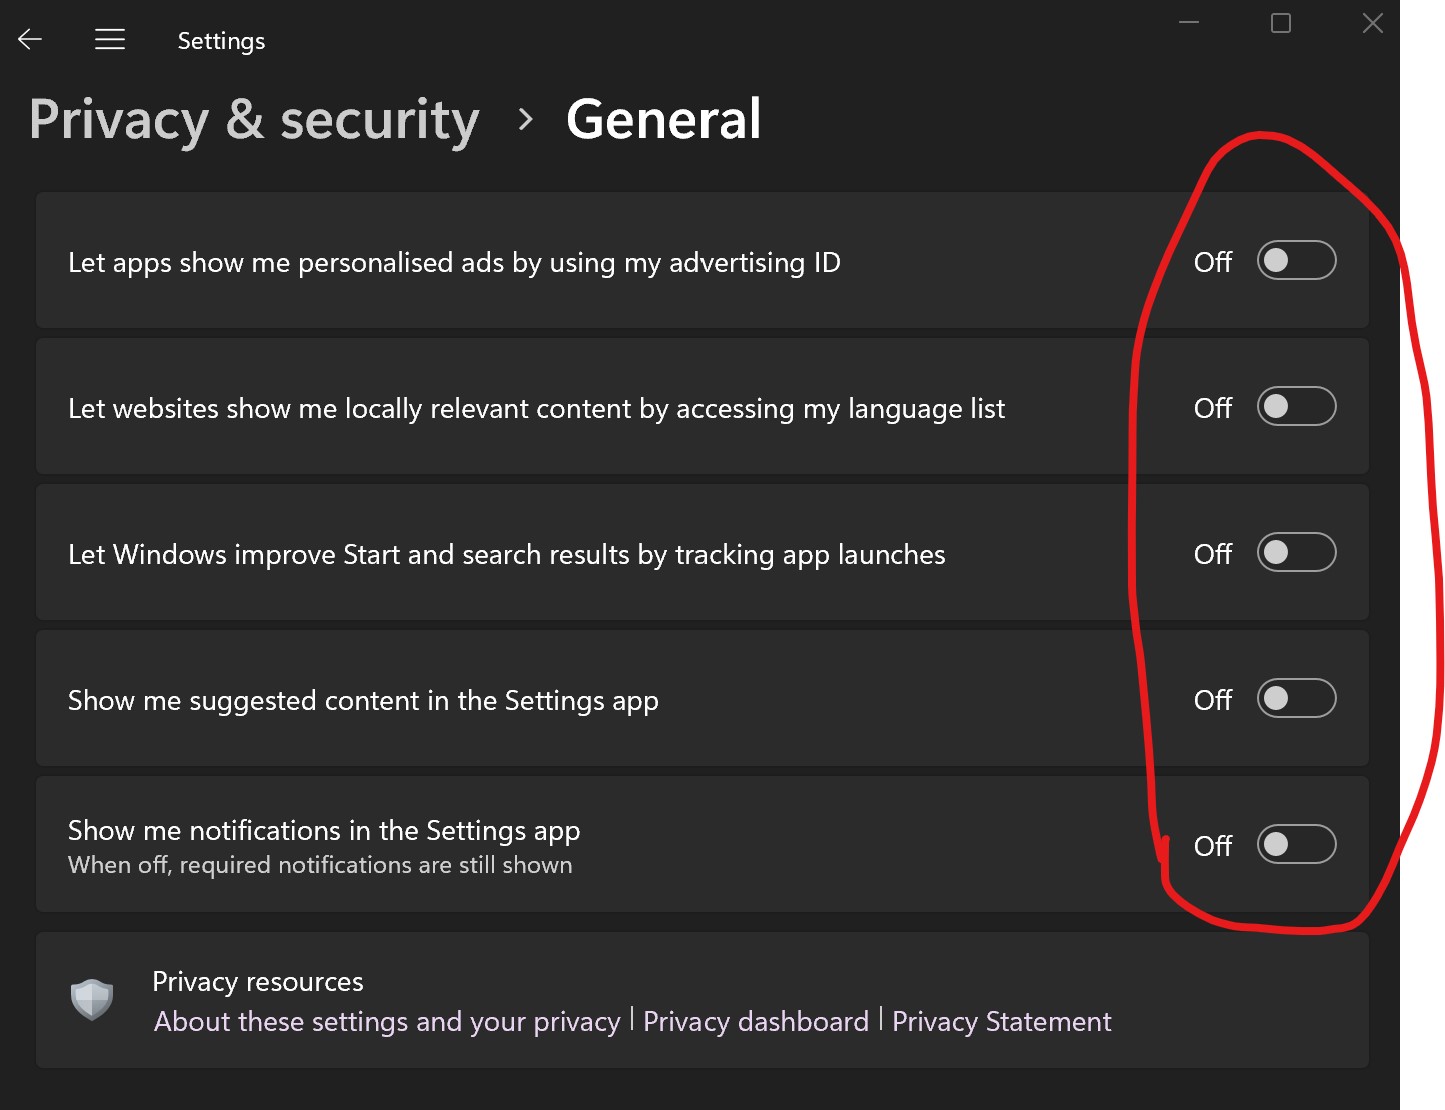 Settings
Privacy & security > General
Let apps show me personalised ads by using my advertising ID Off
Let websites show me locally relevant content by accessing my language list Off
Let Windows improve Start and search results by tracking app launches Off
Show me suggested content in the Settings app Off
Show me notifications in the Settings app
When off, required notifications are still shown
Off
Privacy resources
About these settings and your privacy | Privacy dashboard | Privacy Statement